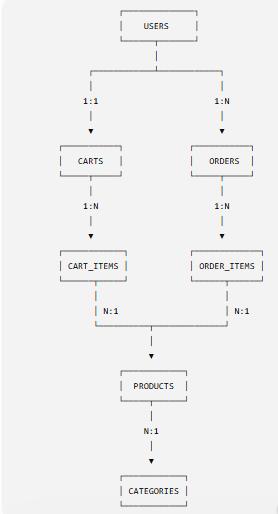 USERS
1:1 1:N
CARTS ORDERS
1:N 1:N
CART_ITEMS ORDER_ITEMS
N:1 N:1
PRODUCTS
N:1
CATEGORIES